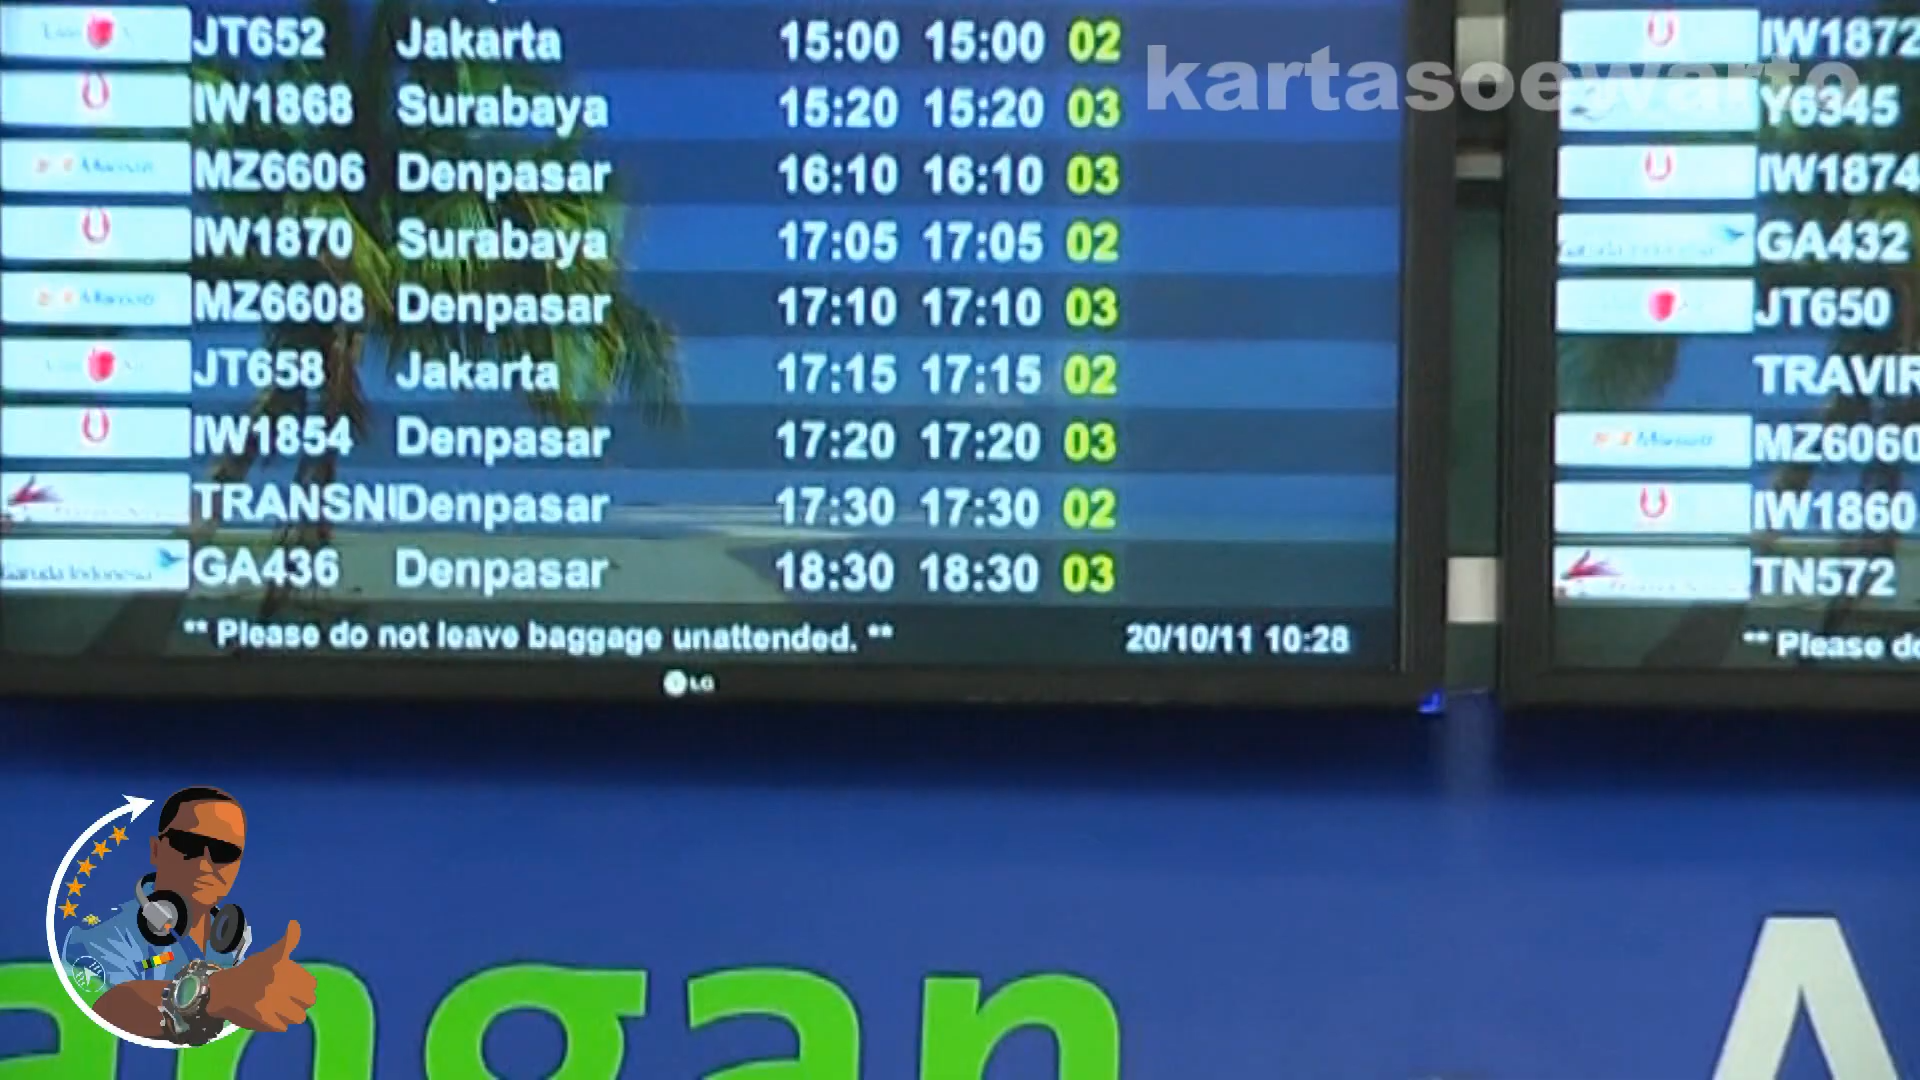 JT652 Jakarta 15:00 15:00 02
IW1868 Surabaya 15:20 15:20 03
MZ6606 Denpasar 16:10 16:10 03
IW1870 Surabaya 17:05 17:05 02
MZ6608 Denpasar 17:10 17:10 03
JT658 Jakarta 17:15 17:15 02
IW1854 Denpasar 17:20 17:20 03
TRANSNU Denpasar 17:30 17:30 02
Garuda Indonesia GA436 Denpasar 18:30 18:30 03
** Please do not leave baggage unattended. ** 20/10/11 10:28
LG
kartasoewarto
IW1872
Y6345
IW1874
GA432
JT650
TRAVIR
MZ6060
IW1860
TN572
** Please do
angan
A